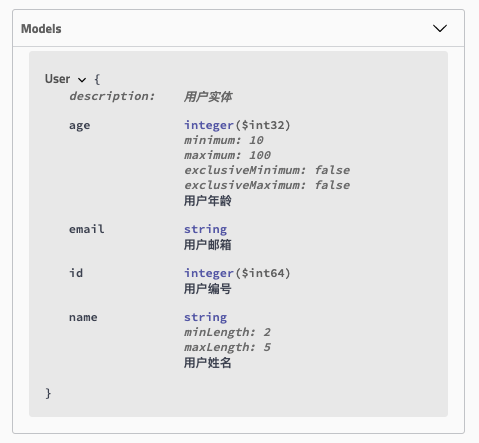 Models
User {
description: 用户实体
age integer($int32)
minimum: 10
maximum: 100
exclusiveMinimum: false
exclusiveMaximum: false
用户年龄
email string
用户邮箱
id integer($int64)
用户编号
name string
minLength: 2
maxLength: 5
用户姓名
}